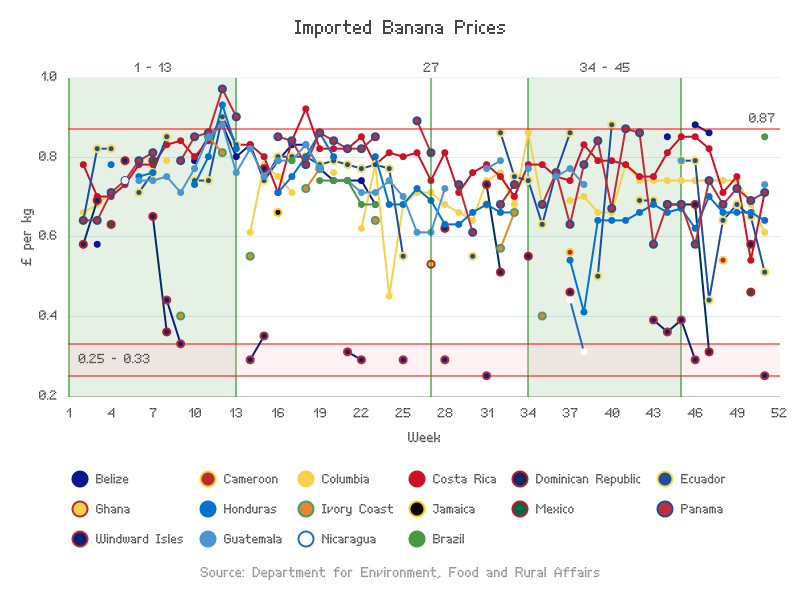 Imported Banana Prices
1 - 13 27 34 - 45
1.0
0.87
0.8
0.6
£ per kg
0.4
0.25 - 0.33
0.2
1 4 7 10 13 16 19 22 25 28 31 34 37 40 43 46 49 52
Week
Belize Cameroon Columbia Costa Rica Dominican Republic Ecuador
Ghana Honduras Ivory Coast Jamaica Mexico Panama
Windward Isles Guatemala Nicaragua Brazil
Source: Department for Environment, Food and Rural Affairs